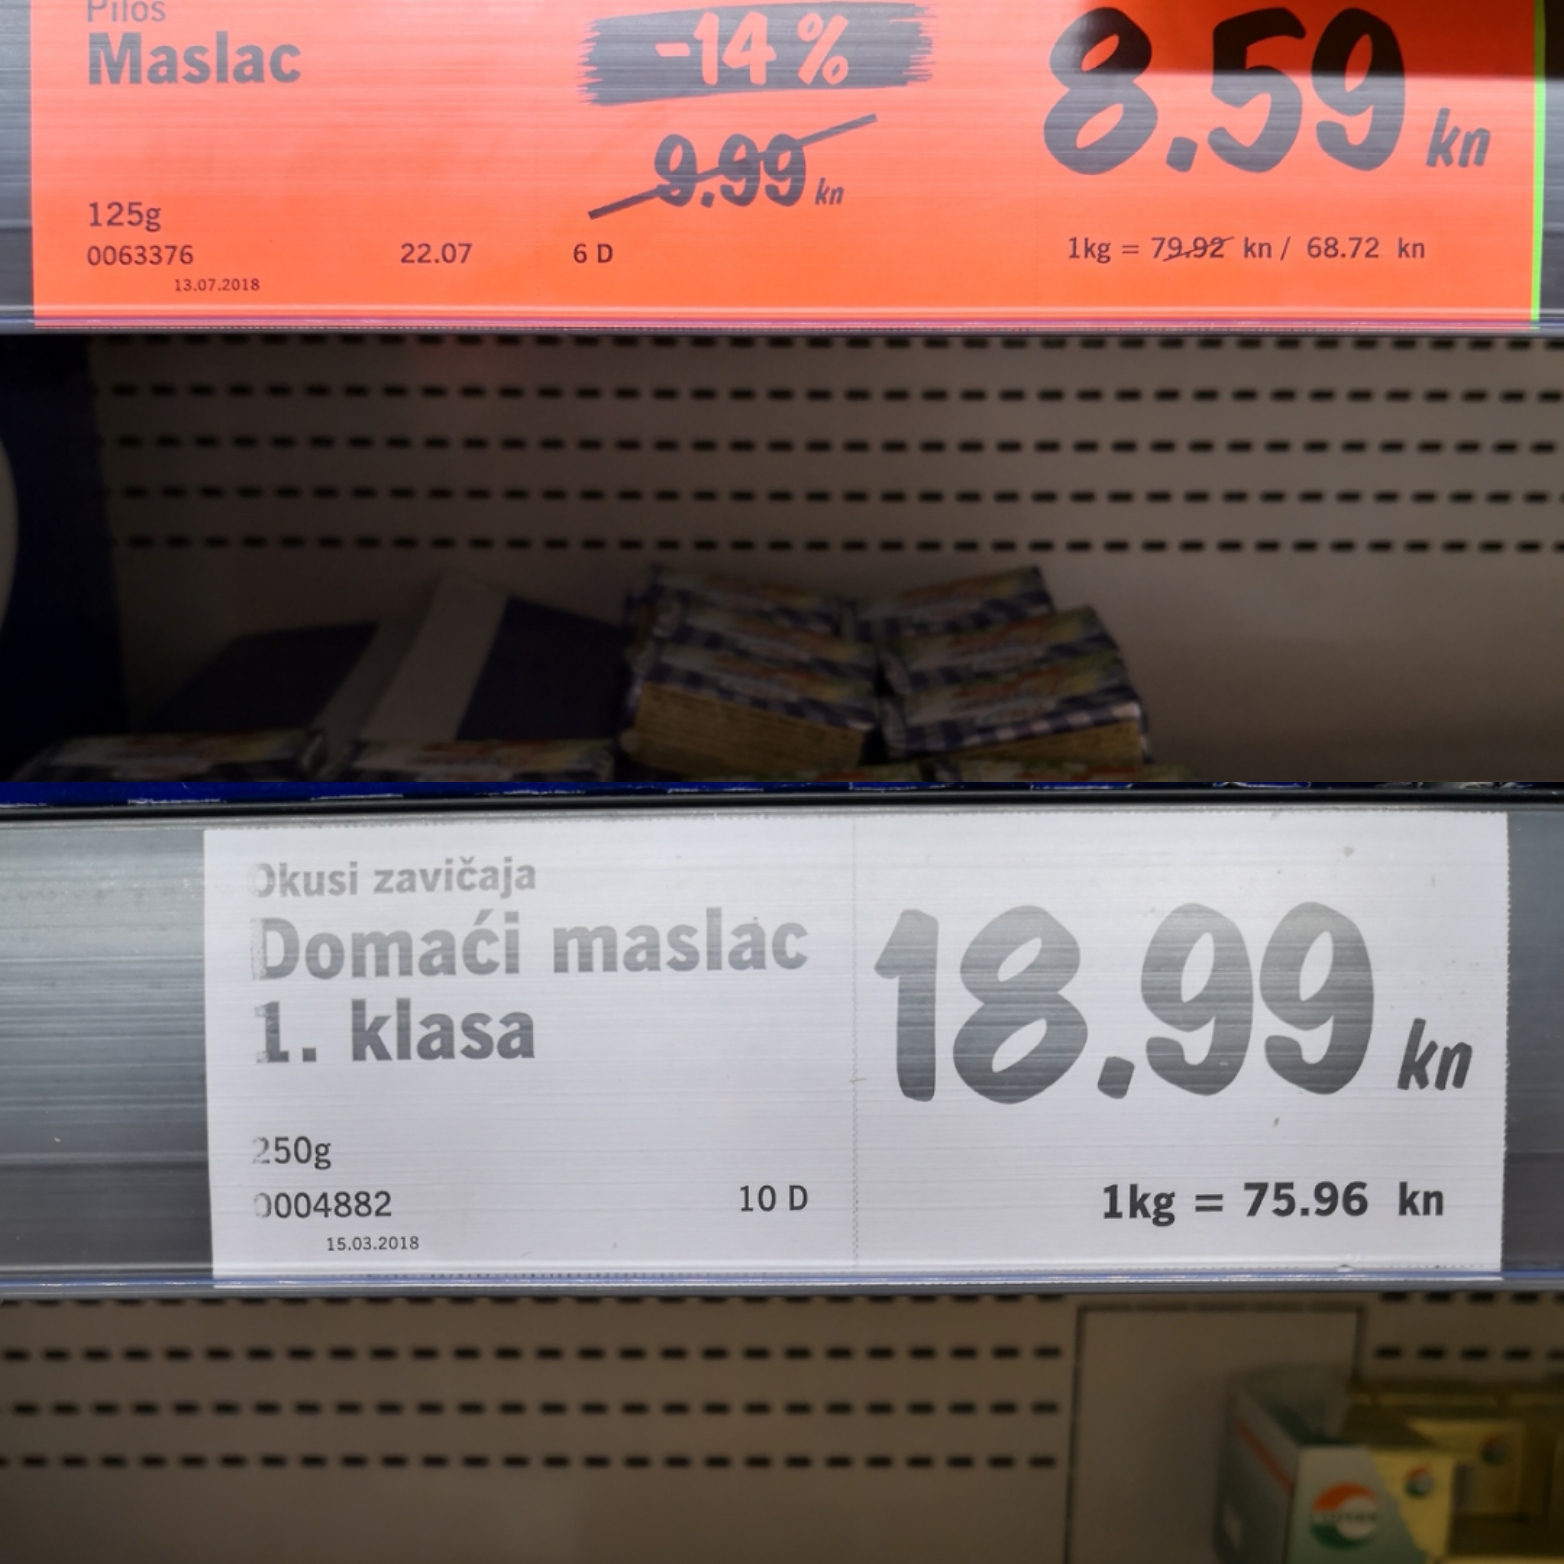 Pilos
Maslac
-14 %
8.59 kn
9.99 kn
125g
0063376 22.07 6 D
1kg = 79.92 kn / 68.72 kn
13.07.2018
Okusi zavičaja
Domaći maslac
1. klasa
18.99 kn
250g
0004882 10 D
1kg = 75.96 kn
15.03.2018